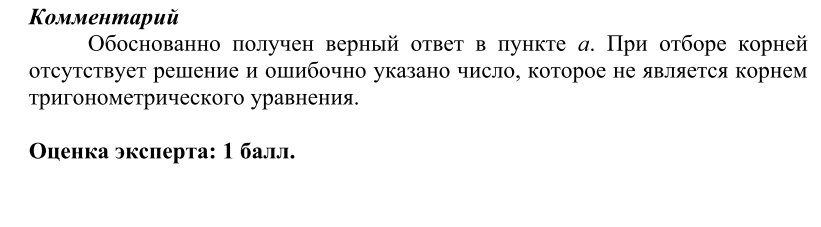 Комментарий
Обоснованно получен верный ответ в пункте а. При отборе корней
отсутствует решение и ошибочно указано число, которое не является корнем
тригонометрического уравнения.
Оценка эксперта: 1 балл.